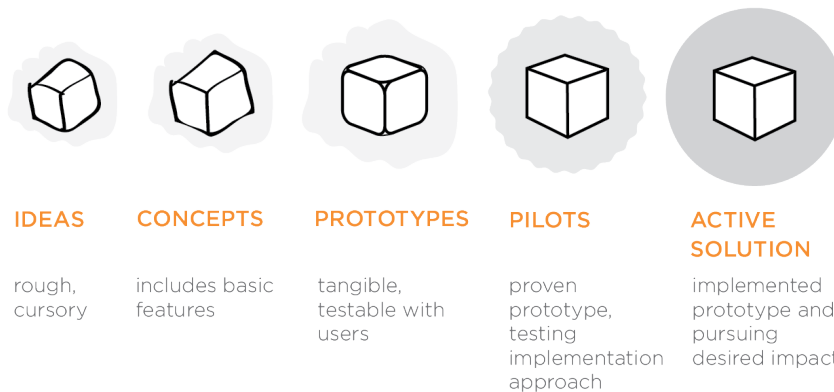 IDEAS
rough,
cursory
CONCEPTS
includes basic
features
PROTOTYPES
tangible,
testable with
users
PILOTS
proven
prototype,
testing
implementation
approach
ACTIVE
SOLUTION
implemented
prototype and
pursuing
desired impact